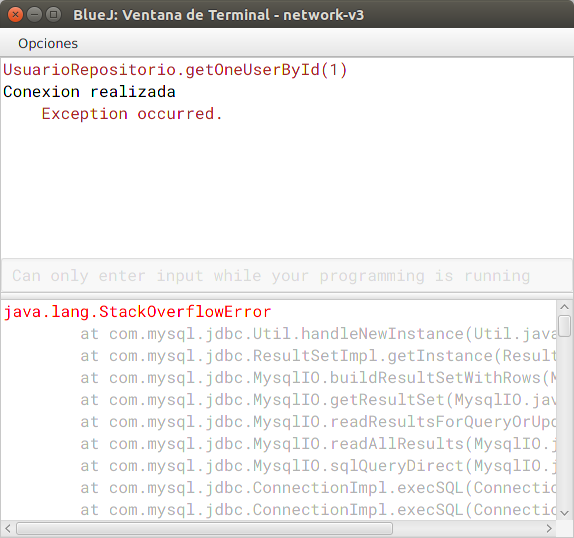 BlueJ: Ventana de Terminal - network-v3
Opciones
UsuarioRepositorio.getOneUserById(1)
Conexion realizada
Exception occurred.
Can only enter input while your programming is running
java.lang.StackOverflowError
at com.mysql.jdbc.Util.handleNewInstance(Util.java
at com.mysql.jdbc.ResultSetImpl.getInstance(Result
at com.mysql.jdbc.MysqlIO.buildResultSetWithRows(M
at com.mysql.jdbc.MysqlIO.getResultSet(MysqlIO.jav
at com.mysql.jdbc.MysqlIO.readResultsForQueryOrUpd
at com.mysql.jdbc.MysqlIO.readAllResults(MysqlIO.j
at com.mysql.jdbc.MysqlIO.sqlQueryDirect(MysqlIO.j
at com.mysql.jdbc.ConnectionImpl.execSQL(Connectio
at com.mysql.jdbc.ConnectionImpl.execSQL(Connectio